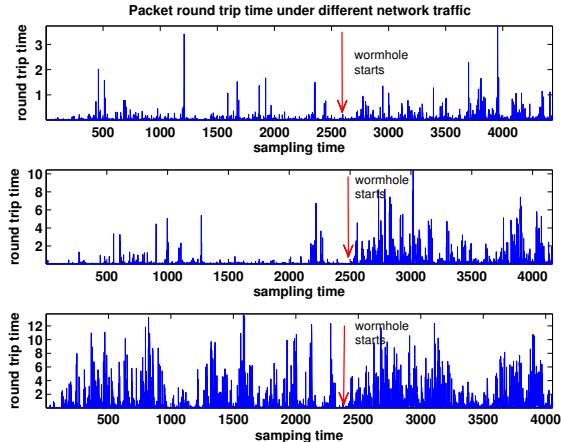 Packet round trip time under different network traffic
round trip time
3
2
1
wormhole
starts
500 1000 1500 2000 2500 3000 3500 4000
sampling time
round trip time
10
8
6
4
2
wormhole
starts
500 1000 1500 2000 2500 3000 3500 4000
sampling time
round trip time
12
10
8
6
4
2
wormhole
starts
500 1000 1500 2000 2500 3000 3500 4000
samping time